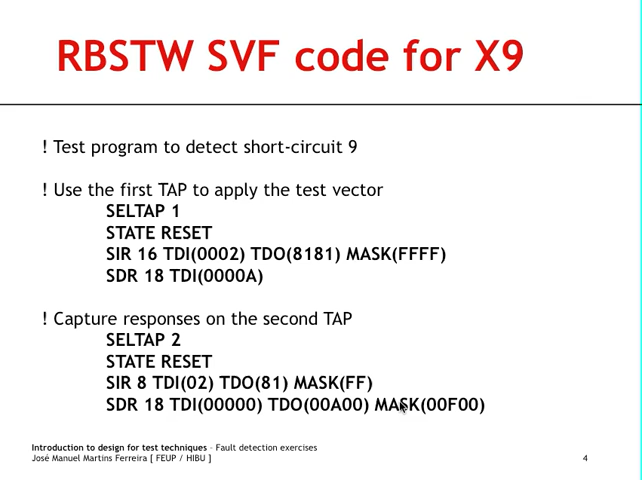 RBSTW SVF code for X9
! Test program to detect short-circuit 9
! Use the first TAP to apply the test vector
SELTAP 1
STATE RESET
SIR 16 TDI(0002) TDO(8181) MASK(FFFF)
SDR 18 TDI(0000A)
! Capture responses on the second TAP
SELTAP 2
STATE RESET
SIR 8 TDI(02) TDO(81) MASK(FF)
SDR 18 TDI(00000) TDO(00A00) MASK(00F00)
Introduction to design for test techniques – Fault detection exercises
José Manuel Martins Ferreira [ FEUP / HIBU ]
4